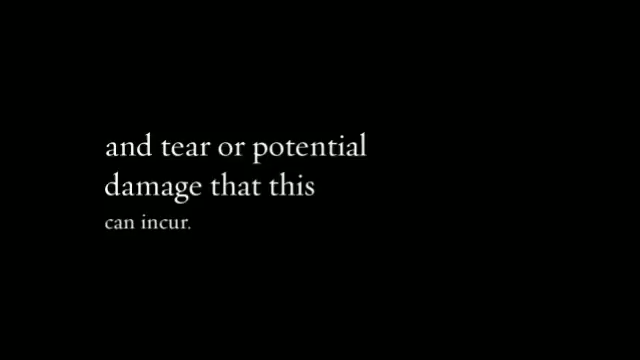 and tear or potential
damage that this
can incur.